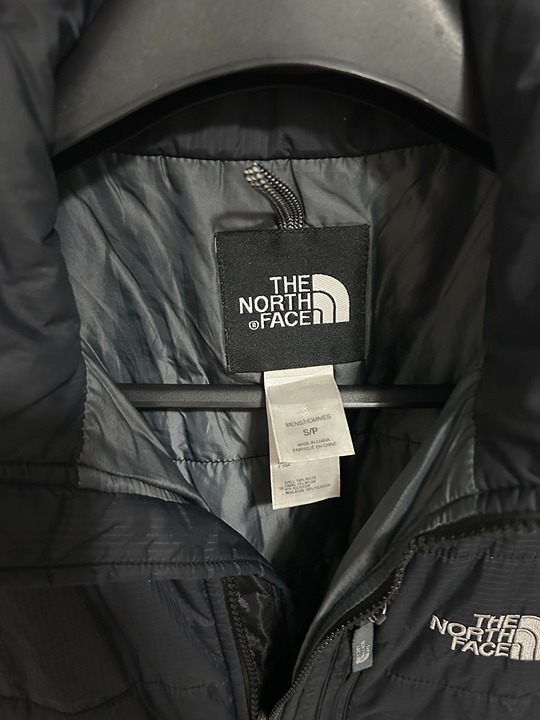 THE
NORTH
FACE
®
MENS/HOMMES
S/P
MADE IN CHINA
FABRIQUÉ EN CHINE
THE
NORTH
FACE